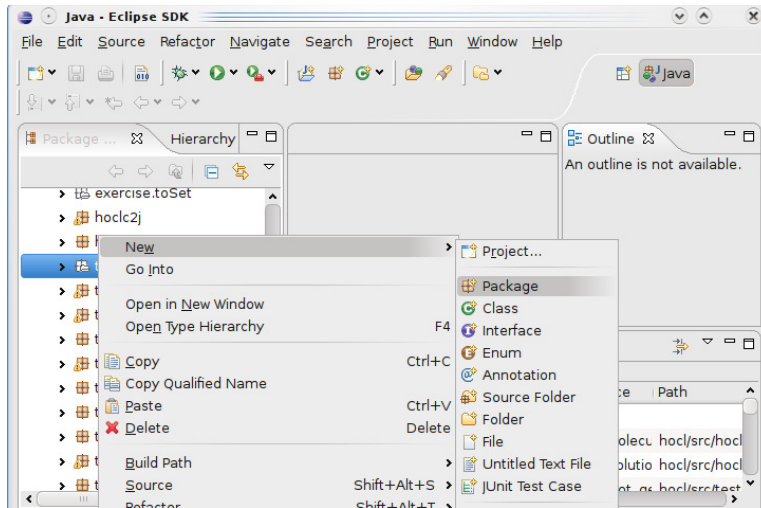 Java - Eclipse SDK
File Edit Source Refactor Navigate Search Project Run Window Help
Java
Package ... Hierarchy
Outline
An outline is not available.
exercise.toSet
hoclc2j
New
Go Into
Open in New Window
Open Type Hierarchy F4
Copy Ctrl+C
Copy Qualified Name
Paste Ctrl+V
Delete Delete
Build Path
Source Shift+Alt+S
Refactor Shift+Alt+T
Project...
Package
Class
Interface
Enum
Annotation
Source Folder
Folder
File
Untitled Text File
JUnit Test Case
Path
hocl/src/hocl
hocl/src/hocl
hocl/src/test